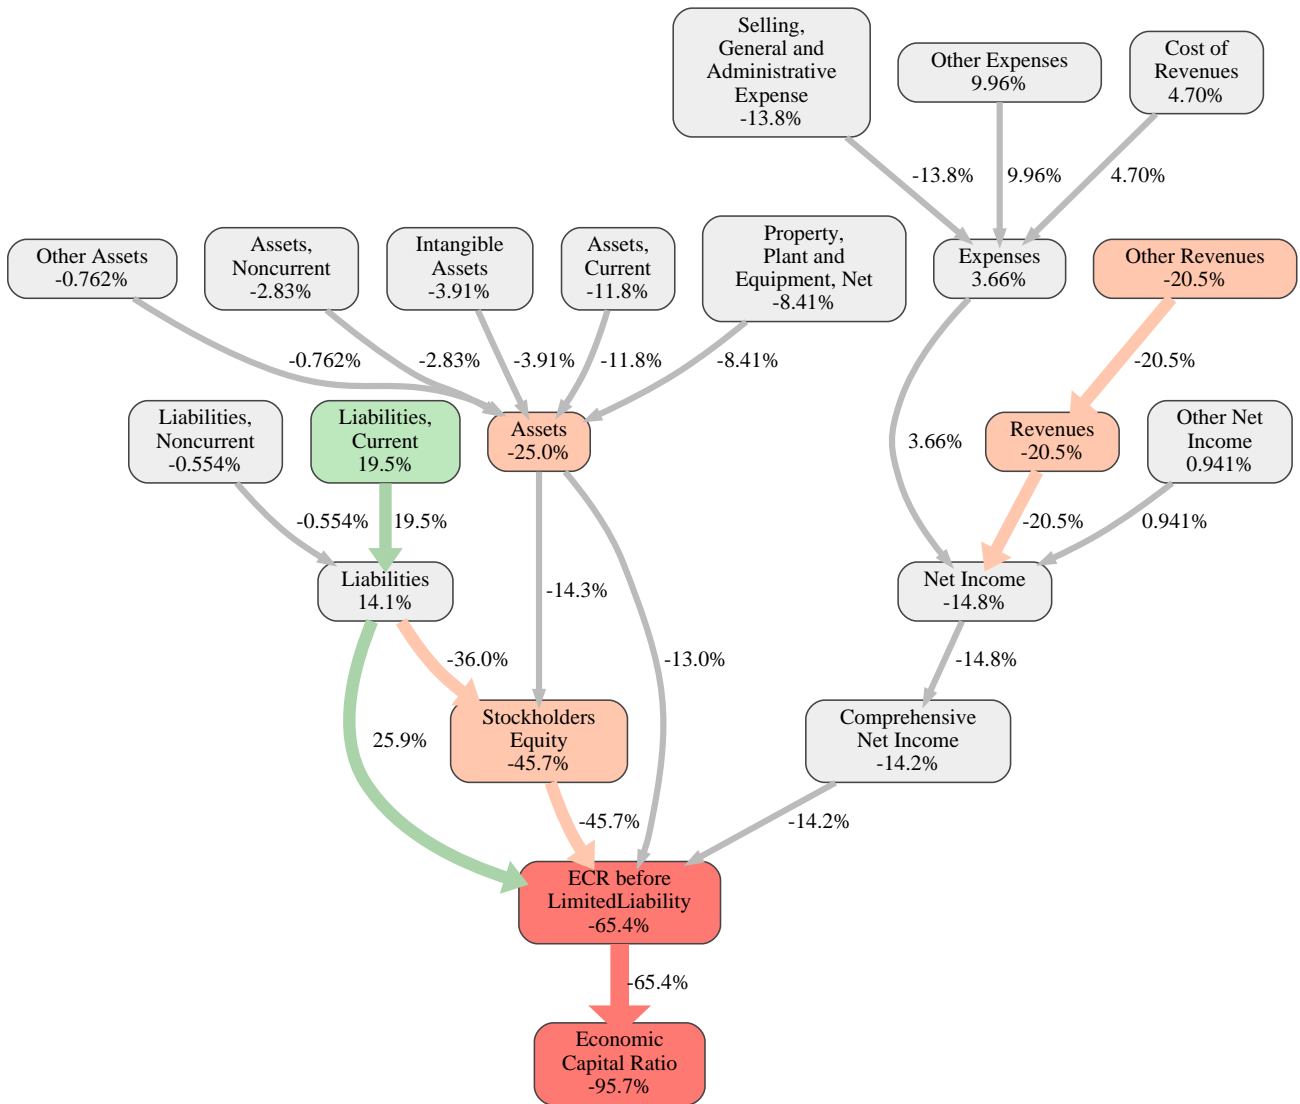 Selling,
General and
Administrative
Expense
-13.8%
Other Expenses
9.96%
Cost of
Revenues
4.70%
-13.8%
9.96%
4.70%
Other Assets
-0.762%
Assets,
Noncurrent
-2.83%
Intangible
Assets
-3.91%
Assets,
Current
-11.8%
Property,
Plant and
Equipment, Net
-8.41%
Expenses
3.66%
Other Revenues
-20.5%
-0.762%
-2.83%
-3.91%
-11.8%
-8.41%
-20.5%
Liabilities,
Noncurrent
-0.554%
Liabilities,
Current
19.5%
Assets
-25.0%
3.66%
Revenues
-20.5%
Other Net
Income
0.941%
-0.554%
19.5%
-20.5%
0.941%
Liabilities
14.1%
-14.3%
Net Income
-14.8%
-36.0%
-13.0%
-14.8%
25.9%
Stockholders
Equity
-45.7%
Comprehensive
Net Income
-14.2%
-45.7%
-14.2%
ECR before
LimitedLiability
-65.4%
-65.4%
Economic
Capital Ratio
-95.7%